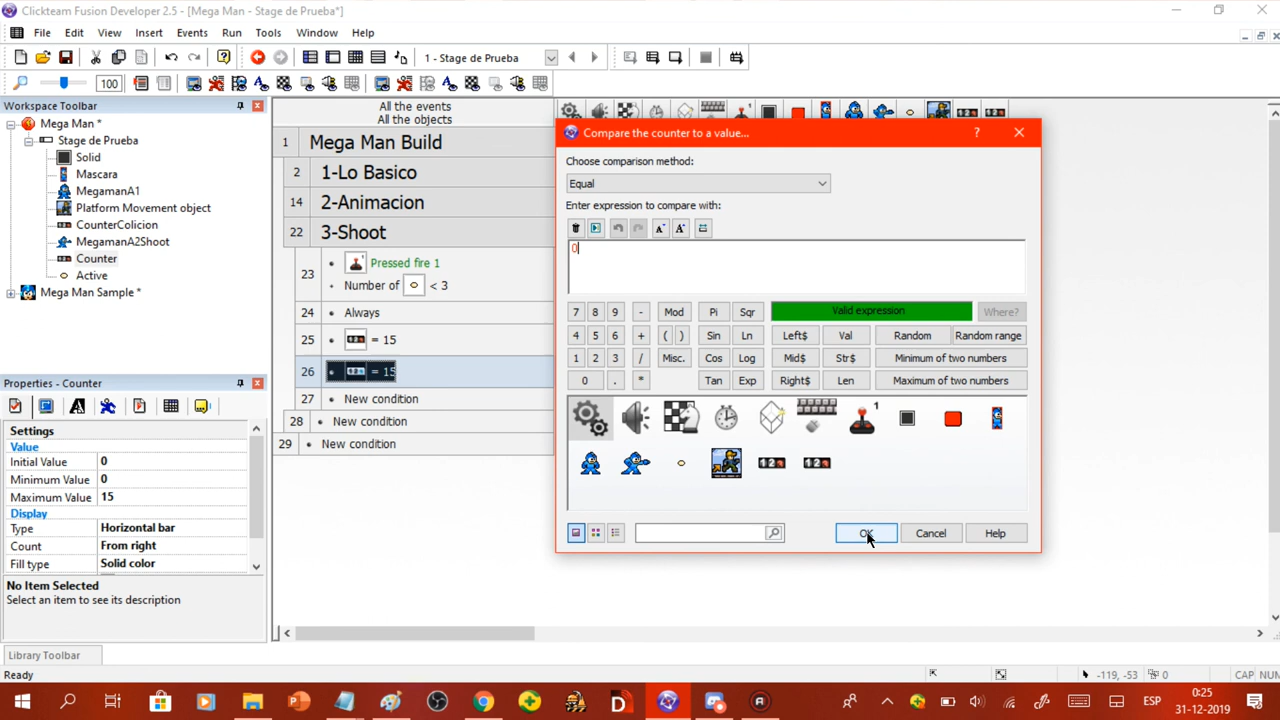 Clickteam Fusion Developer 2.5 - [Mega Man - Stage de Prueba*]
File Edit View Insert Events Run Tools Window Help
1 - Stage de Prueba
100
Workspace Toolbar
Mega Man *
Stage de Prueba
Solid
Mascara
MegamanA1
Platform Movement object
CounterColicion
MegamanA2Shoot
Counter
Active
Mega Man Sample *
Properties - Counter
Settings
Value
Initial Value 0
Minimum Value 0
Maximum Value 15
Display
Type Horizontal bar
Count From right
Fill type Solid color
No Item Selected
Select an item to see its description
Library Toolbar
Ready
All the events
All the objects
1 Mega Man Build
2 1-Lo Basico
14 2-Animacion
22 3-Shoot
23 • Pressed fire 1
• Number of < 3
24 • Always
25 • = 15
26 • = 15
27 • New condition
28 • New condition
29 • New condition
Compare the counter to a value...
Choose comparison method:
Equal
Enter expression to compare with:
0
7 8 9 - Mod Pi Sqr Valid expression Where?
4 5 6 + ( ) Sin Ln Left$ Val Random Random range
1 2 3 / Misc. Cos Log Mid$ Str$ Minimum of two numbers
0 . * Tan Exp Right$ Len Maximum of two numbers
OK Cancel Help
-119, -53 0 CAP NUM
ESP 0:25
31-12-2019